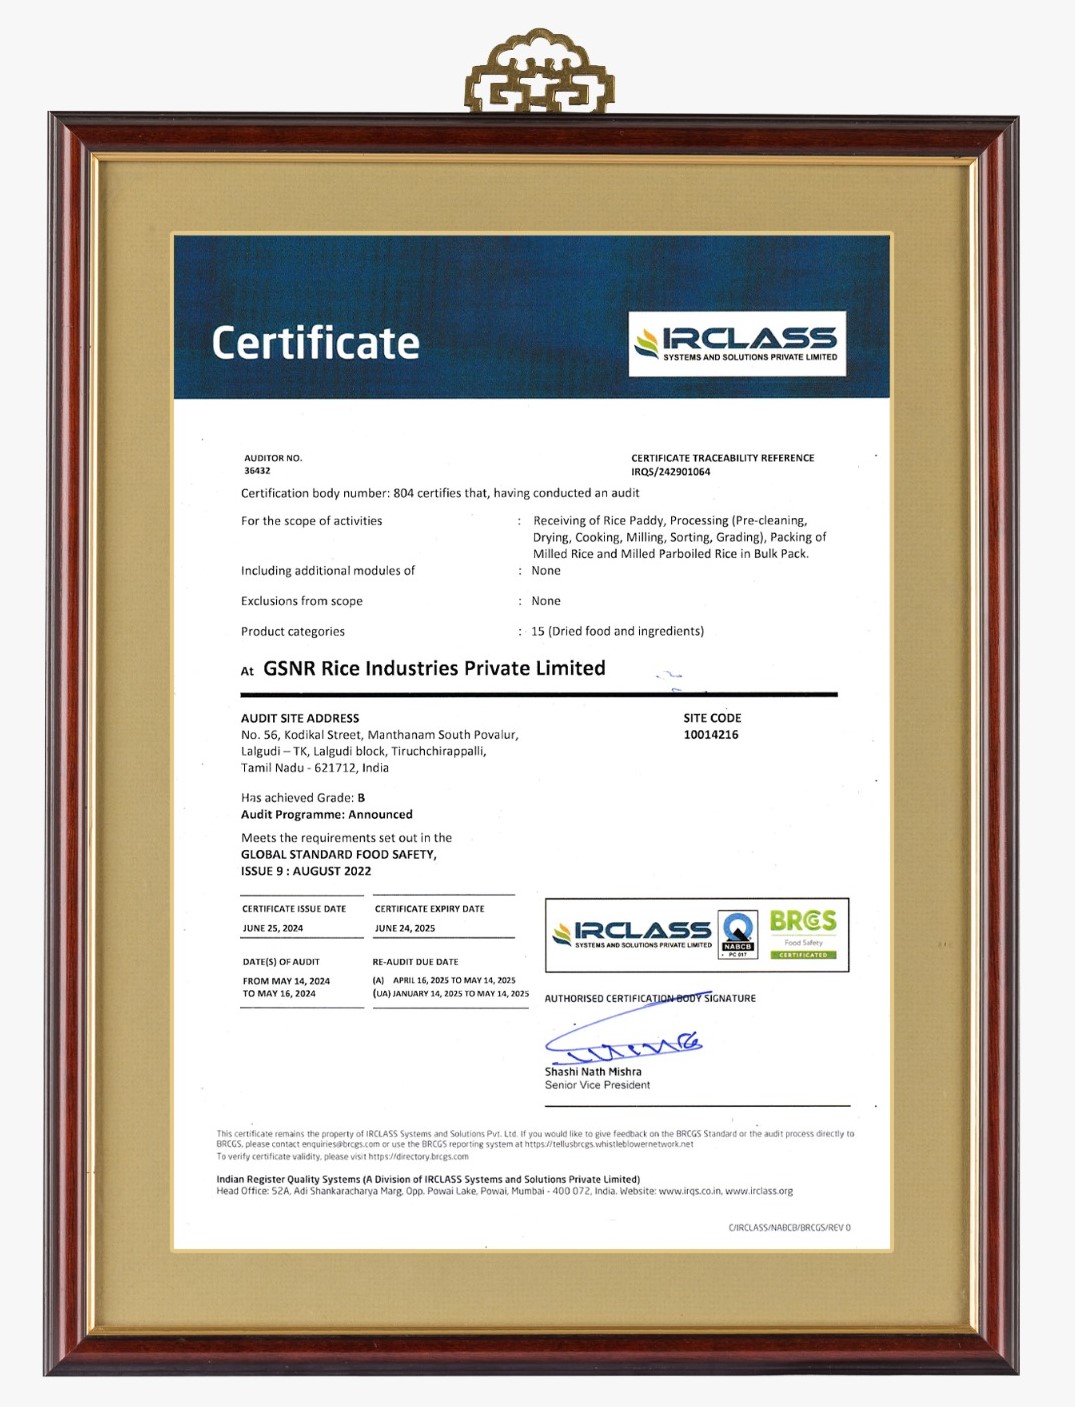 Certificate
IRCLASS
SYSTEMS AND SOLUTIONS PRIVATE LIMITED
AUDITOR NO.
36432
CERTIFICATE TRACEABILITY REFERENCE
IRQS/242901064
Certification body number: 804 certifies that, having conducted an audit
For the scope of activities : Receiving of Rice Paddy, Processing (Pre-cleaning,
Drying, Cooking, Milling, Sorting, Grading), Packing of
Milled Rice and Milled Parboiled Rice in Bulk Pack.
Including additional modules of : None
Exclusions from scope : None
Product categories : 15 (Dried food and ingredients)
At GSNR Rice Industries Private Limited
AUDIT SITE ADDRESS
No. 56, Kodikal Street, Manthanam South Povalur,
Lalgudi – TK, Lalgudi block, Tiruchchirappalli,
Tamil Nadu - 621712, India
SITE CODE
10014216
Has achieved Grade: B
Audit Programme: Announced
Meets the requirements set out in the
GLOBAL STANDARD FOOD SAFETY,
ISSUE 9 : AUGUST 2022
CERTIFICATE ISSUE DATE
JUNE 25, 2024
CERTIFICATE EXPIRY DATE
JUNE 24, 2025
DATE(S) OF AUDIT
FROM MAY 14, 2024
TO MAY 16, 2024
RE-AUDIT DUE DATE
(A) APRIL 16, 2025 TO MAY 14, 2025
(UA) JANUARY 14, 2025 TO MAY 14, 2025
IRCLASS
SYSTEMS AND SOLUTIONS PRIVATE LIMITED
NABCB
PC 017
BRCGS
Food Safety
CERTIFICATED
AUTHORISED CERTIFICATION BODY SIGNATURE
Shashi Nath Mishra
Senior Vice President
This certificate remains the property of IRCLASS Systems and Solutions Pvt. Ltd. If you would like to give feedback on the BRCGS Standard or the audit process directly to
BRCGS, please contact enquiries@brcgs.com or use the BRCGS reporting system at https://tellusbrcgs.whistleblowernetwork.net
To verify certificate validity, please visit https://directory.brcgs.com
Indian Register Quality Systems (A Division of IRCLASS Systems and Solutions Private Limited)
Head Office: 52A, Adi Shankaracharya Marg, Opp. Powai Lake, Powai, Mumbai - 400 072, India. Website: www.irqs.co.in, www.irclass.org
C/IRCLASS/NABCB/BRCGS/REV 0